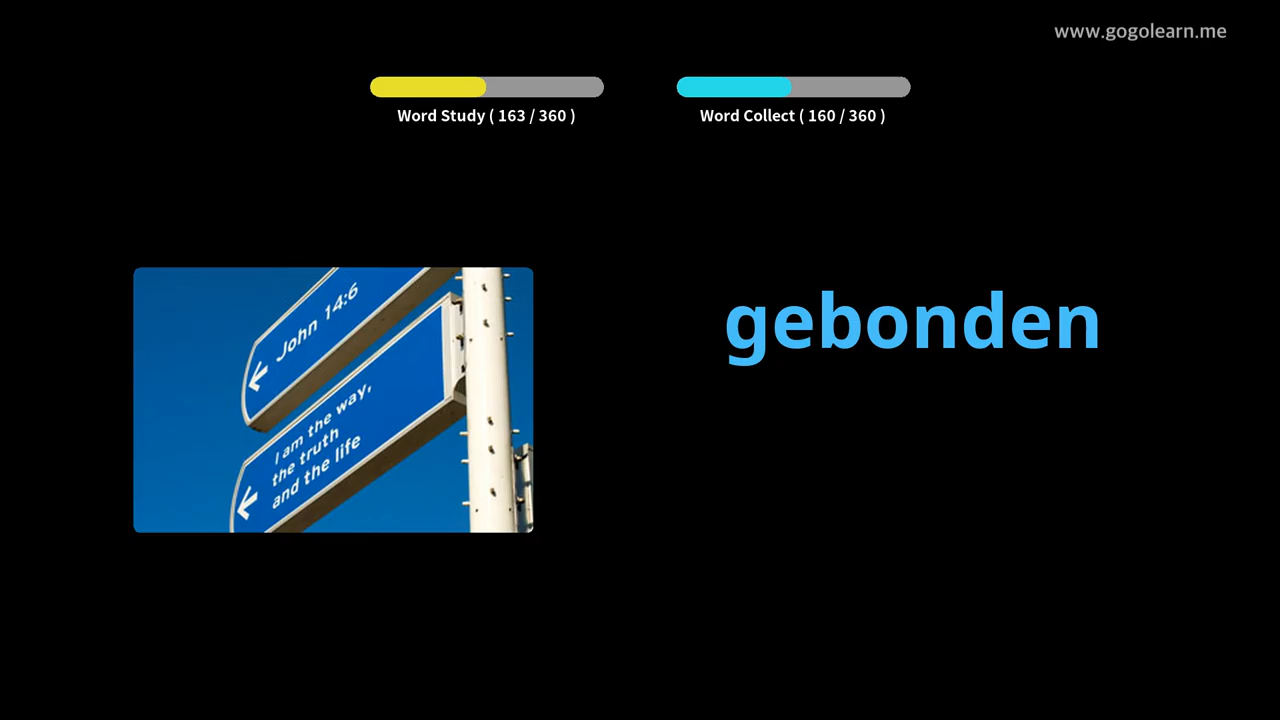 www.gogolearn.me
Word Study ( 163 / 360 )
Word Collect ( 160 / 360 )
John 14:6
I am the way,
the truth
and the life
gebonden